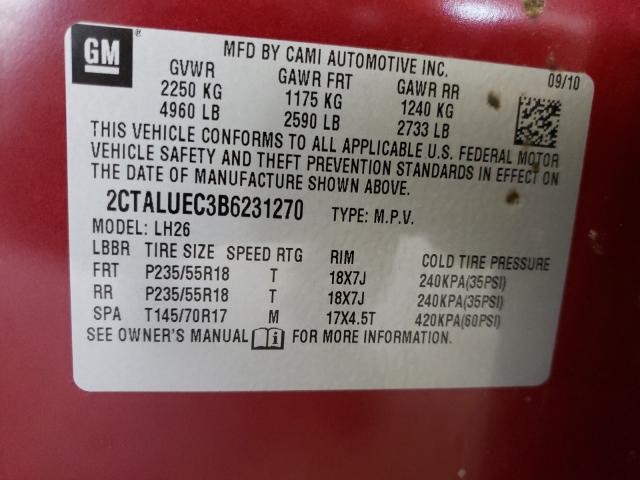 GM ®
MFD BY CAMI AUTOMOTIVE INC.
GVWR GAWR FRT GAWR RR 09/10
2250 KG 1175 KG 1240 KG
4960 LB 2590 LB 2733 LB
THIS VEHICLE CONFORMS TO ALL APPLICABLE U.S. FEDERAL MOTOR
VEHICLE SAFETY AND THEFT PREVENTION STANDARDS IN EFFECT ON
THE DATE OF MANUFACTURE SHOWN ABOVE.
2CTALUEC3B6231270 TYPE: M.P.V.
MODEL: LH26
LBBR TIRE SIZE SPEED RTG RIM COLD TIRE PRESSURE
FRT P235/55R18 T 18X7J 240KPA(35PSI)
RR P235/55R18 T 18X7J 240KPA(35PSI)
SPA T145/70R17 M 17X4.5T 420KPA(60PSI)
SEE OWNER'S MANUAL FOR MORE INFORMATION.